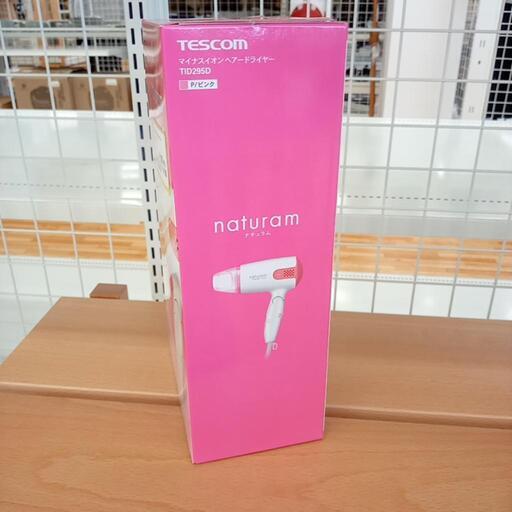 TESCOM
マイナスイオンヘアードライヤー
TID295D
P/ピンク
naturam
ナチュラム